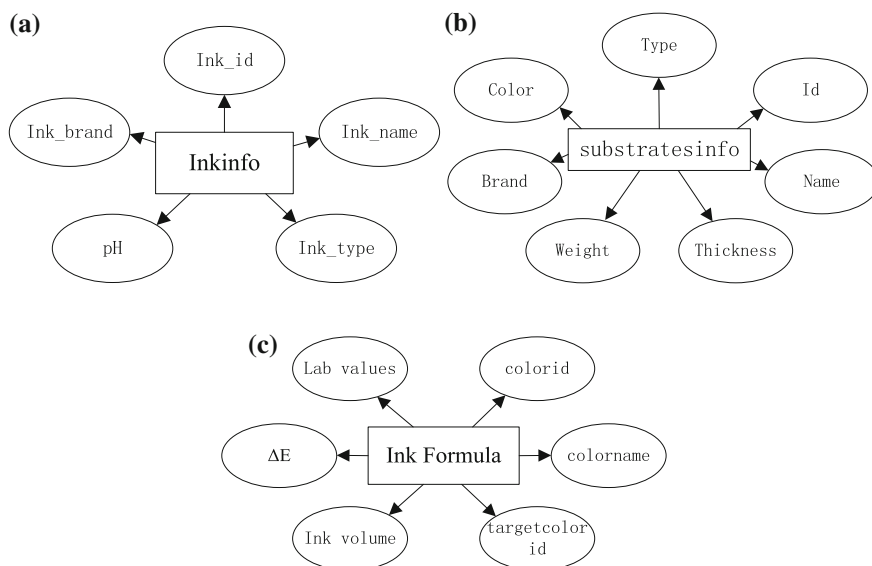 (a)
Ink_id
Ink_brand
Ink_name
Inkinfo
pH
Ink_type
(b)
Type
Color
Id
substratesinfo
Brand
Name
Weight
Thickness
(c)
Lab values
colorid
ΔE
Ink Formula
colorname
Ink volume
targetcolor
id